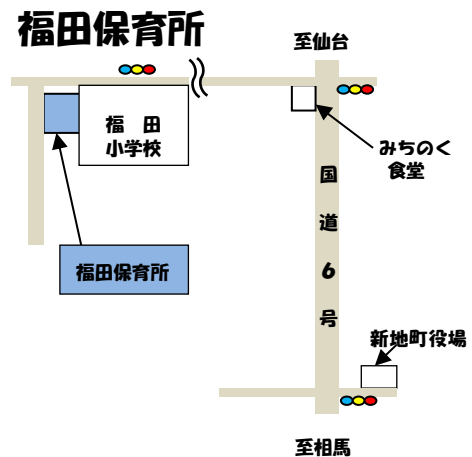 福田保育所
至仙台
福　田
小学校
みちのく
食堂
国
道
6
号
福田保育所
新地町役場
至相馬